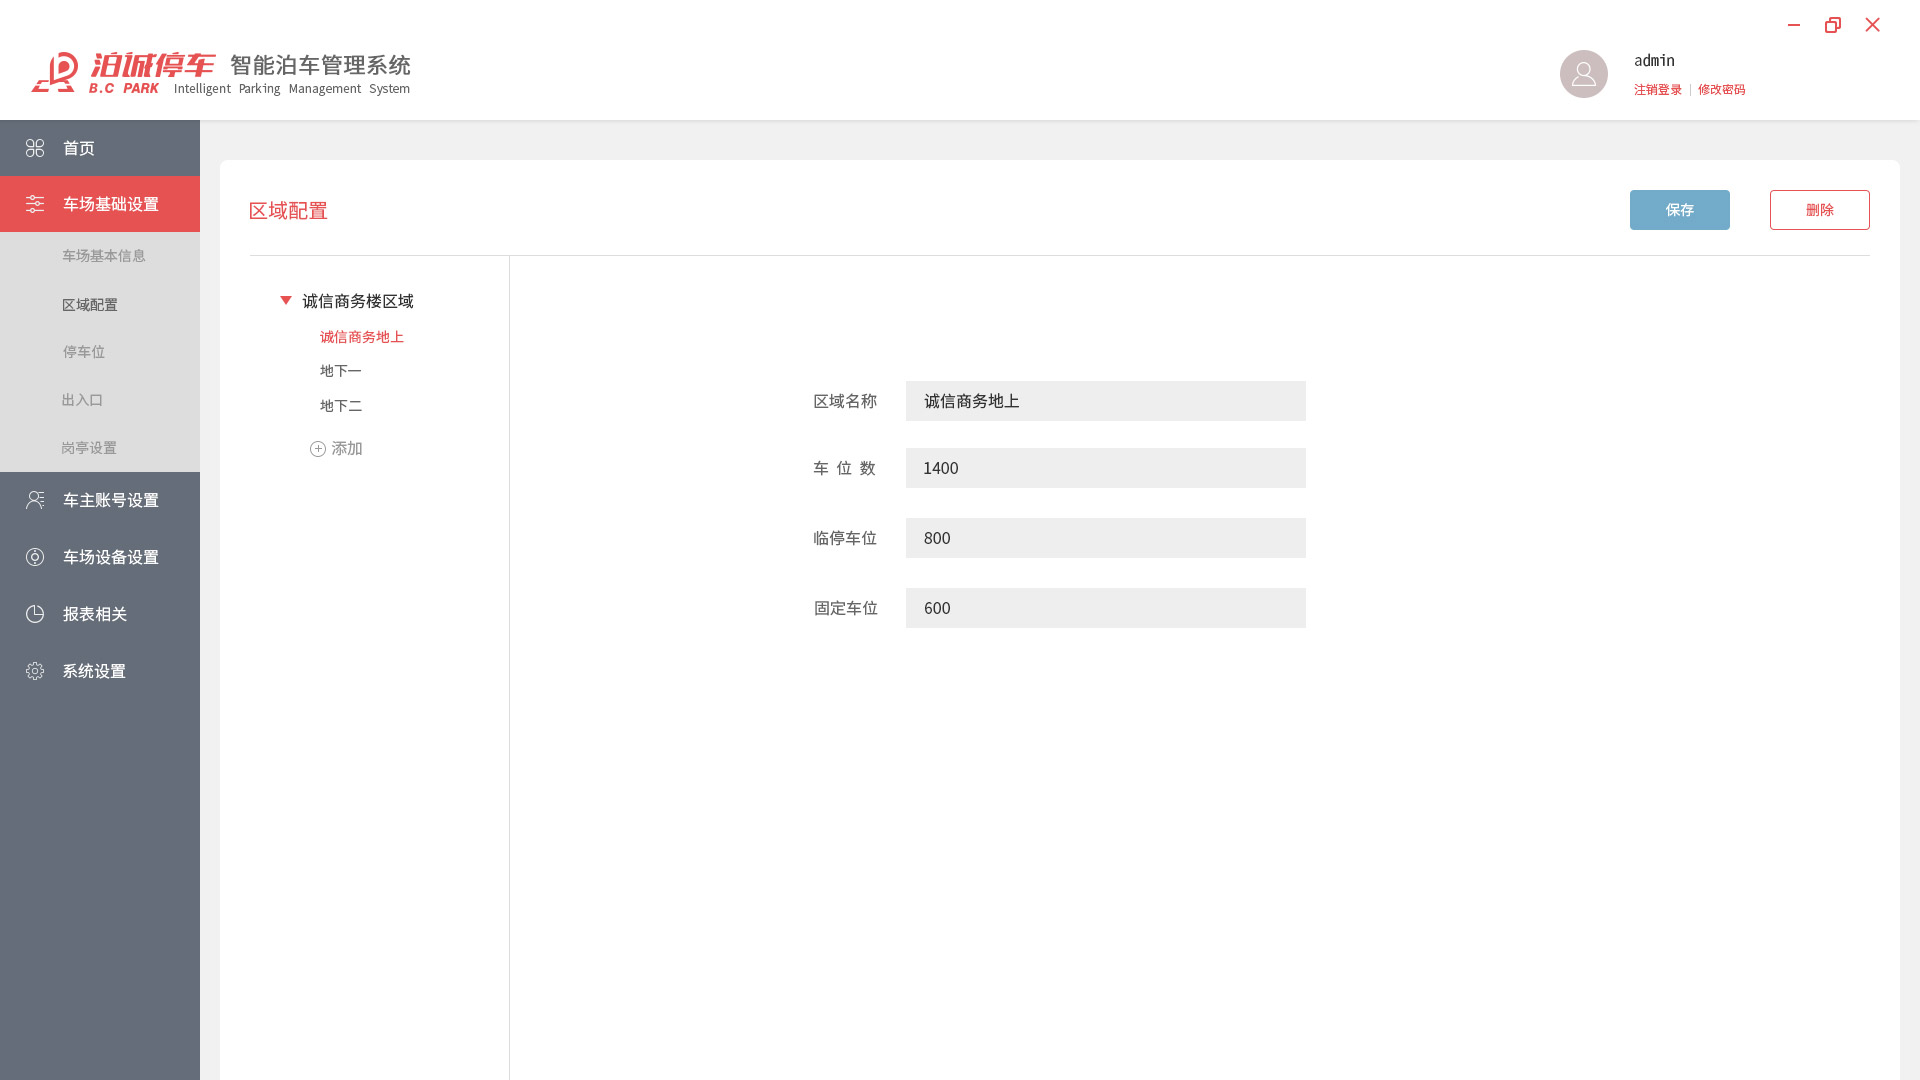 泊诚停车 智能泊车管理系统
B.C PARK Intelligent Parking Management System
admin
注销登录 | 修改密码
首页
车场基础设置
车场基本信息
区域配置
停车位
出入口
岗亭设置
车主账号设置
车场设备设置
报表相关
系统设置
区域配置
保存
删除
诚信商务楼区域
诚信商务地上
地下一
地下二
添加
区域名称 诚信商务地上
车位数 1400
临停车位 800
固定车位 600